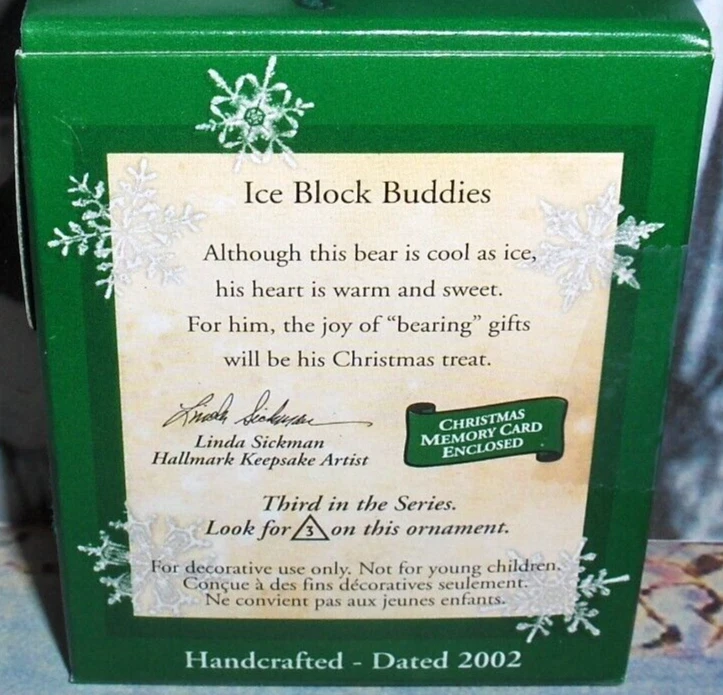 Ice Block Buddies
Although this bear is cool as ice,
his heart is warm and sweet.
For him, the joy of “bearing” gifts
will be his Christmas treat.
Linda Sickman
Linda Sickman
Hallmark Keepsake Artist
CHRISTMAS
MEMORY CARD
ENCLOSED
Third in the Series.
Look for 3 on this ornament.
For decorative use only. Not for young children.
Conçue à des fins décoratives seulement.
Ne convient pas aux jeunes enfants.
Handcrafted - Dated 2002